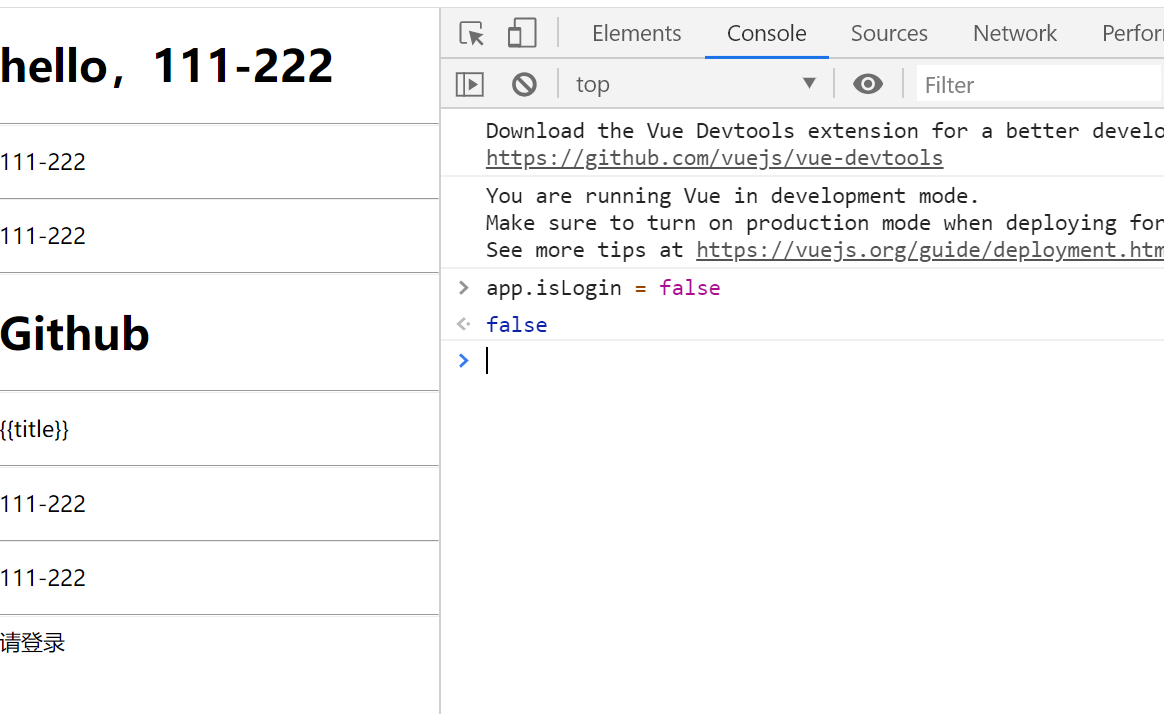 hello，111-222
111-222
111-222
Github
{{title}}
111-222
111-222
请登录
Elements Console Sources Network Perfor
top Filter
Download the Vue Devtools extension for a better develo
https://github.com/vuejs/vue-devtools
You are running Vue in development mode.
Make sure to turn on production mode when deploying for
See more tips at https://vuejs.org/guide/deployment.htm
> app.isLogin = false
false
>